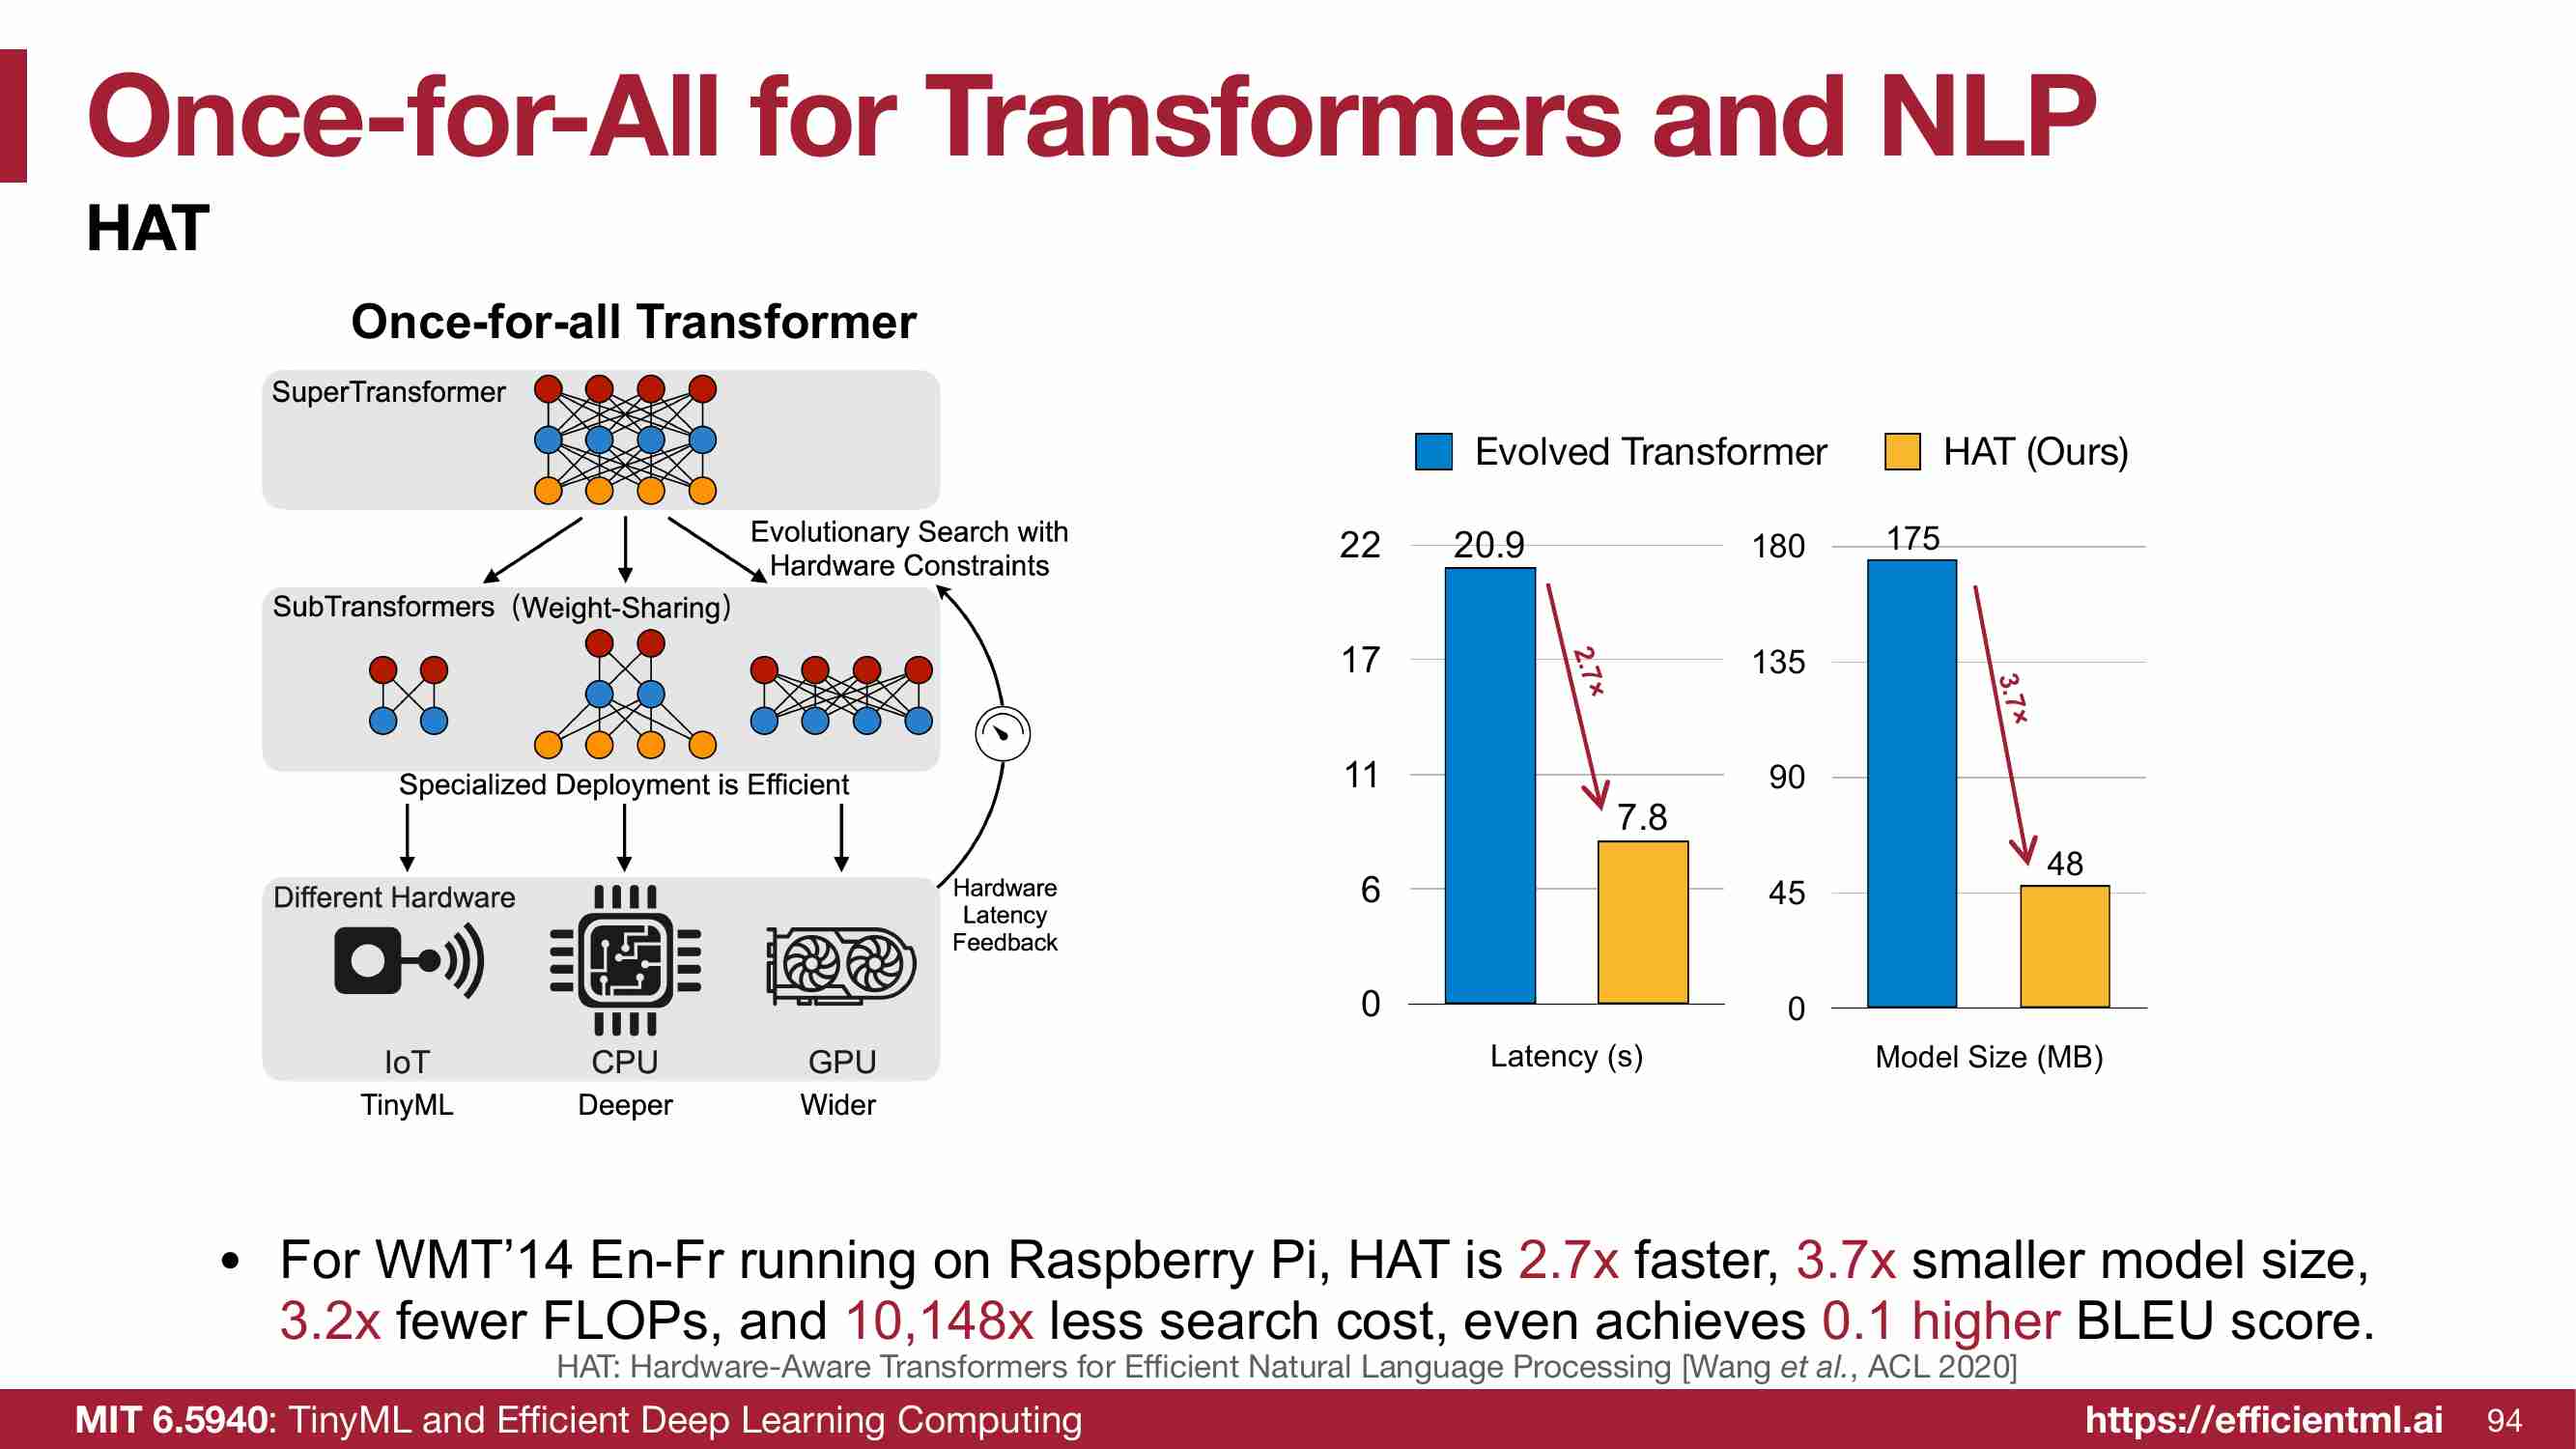 Once-for-All for Transformers and NLP
HAT
Once-for-all Transformer
SuperTransformer
Evolutionary Search with
Hardware Constraints
SubTransformers (Weight-Sharing)
Specialized Deployment is Efficient
Different Hardware
Hardware
Latency
Feedback
IoT
CPU
GPU
TinyML
Deeper
Wider
Evolved Transformer
HAT (Ours)
22
17
11
6
0
20.9
2.7×
7.8
Latency (s)
180
135
90
45
0
175
3.7×
48
Model Size (MB)
• For WMT’14 En-Fr running on Raspberry Pi, HAT is 2.7x faster, 3.7x smaller model size,
3.2x fewer FLOPs, and 10,148x less search cost, even achieves 0.1 higher BLEU score.
HAT: Hardware-Aware Transformers for Efficient Natural Language Processing [Wang et al., ACL 2020]
MIT 6.5940: TinyML and Efficient Deep Learning Computing
https://efficientml.ai
94